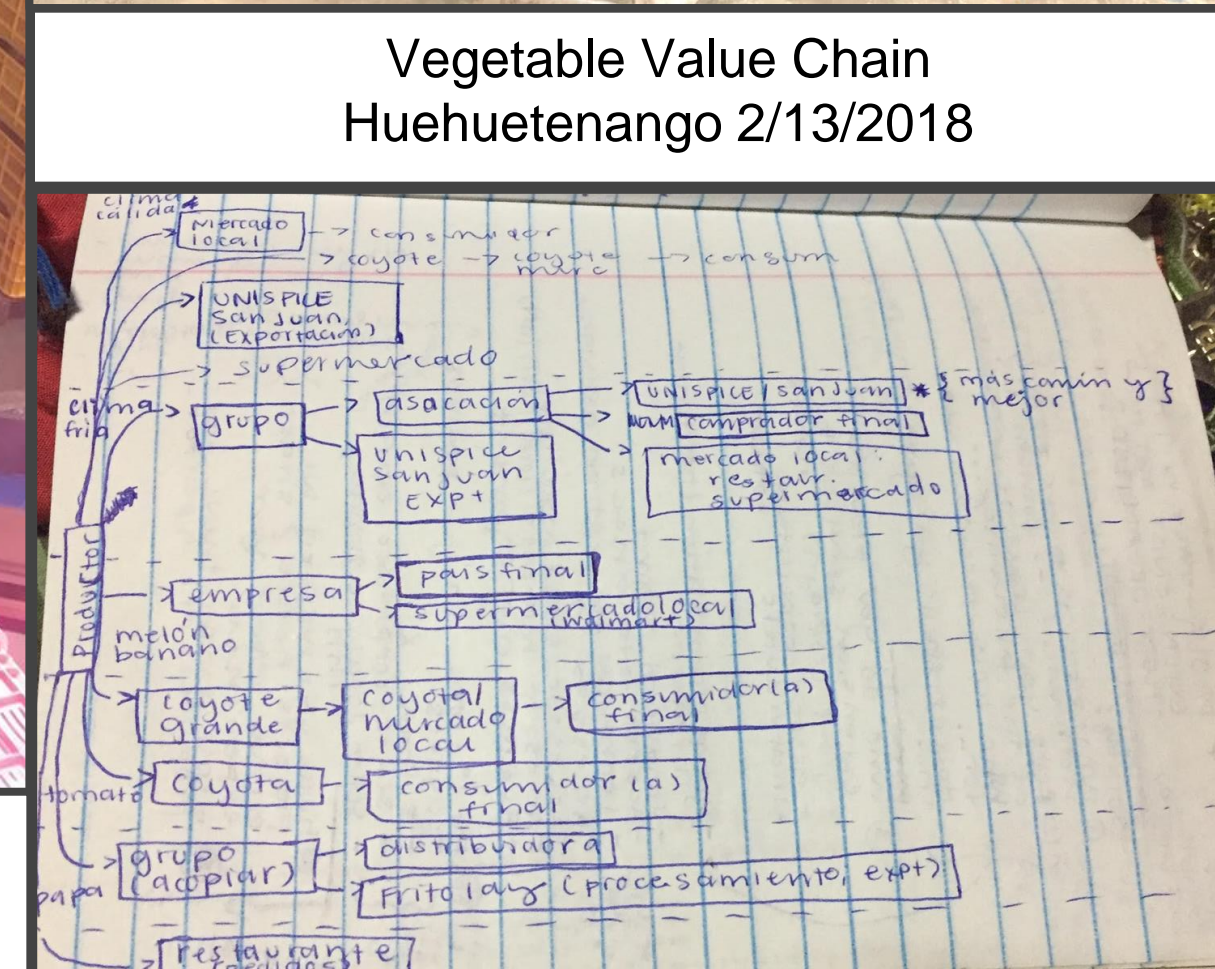 Vegetable Value Chain
Huehuetenango 2/13/2018
clima
cálida *
Mercado
local
consumidor
coyote coyote consum
merc
UNISPICE
San Juan
(Exportación)
supermercado
clima
fría
grupo
asocación
UNISPICE/San Juan * {más común y}
mejor
comprador final
mercado local:
restaur.
supermercado
unispice
san juan
EXPt
Productor
empresa
país final
supermercado local
(Walmart)
melón
banano
coyote
grande
coyota/
mercado
local
consumidor(a)
final
tomate
coyota
consumidor (a)
final
papa
grupo
(acopiar)
distribuidora
Frito lay (procesamiento, expt)
restaurante